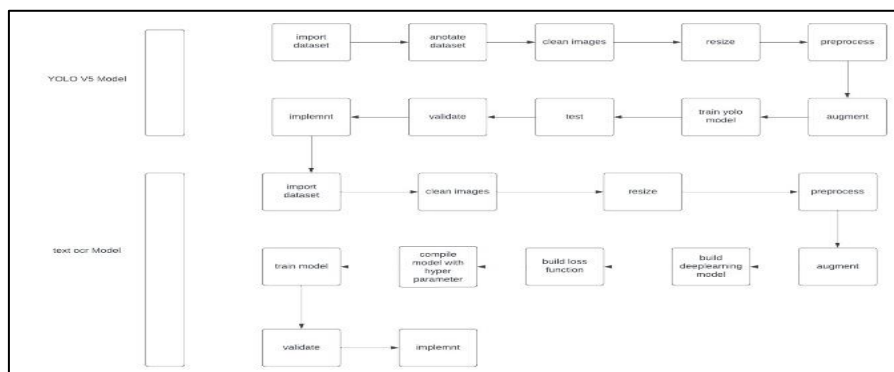 import
dataset
anotate
dataset
clean images
resize
preprocess
YOLO V5 Model
implemnt
validate
test
train yolo
model
augment
import
dataset
clean images
resize
preprocess
text ocr Model
train model
compile
model with
hyper
parameter
build loss
function
build
deeplearning
model
augment
validate
implemnt